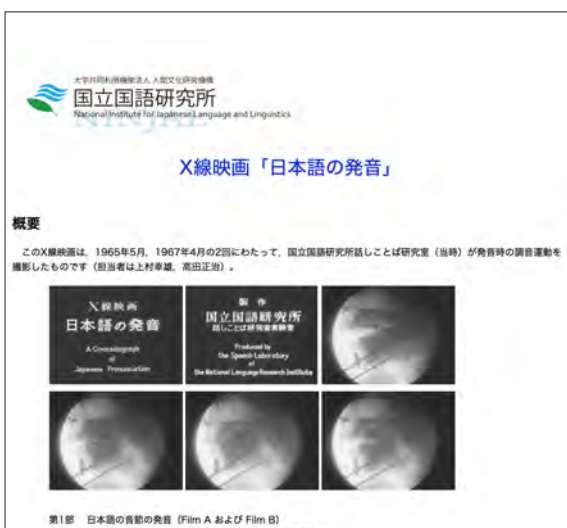 大学共同利用機関法人 人間文化研究機構
国立国語研究所
National Institute for Japanese Language and Linguistics
NINJAL
X線映画「日本語の発音」
概要
このX線映画は，1965年5月，1967年4月の2回にわたって，国立国語研究所話しことば研究室（当時）が発音時の調音運動を
撮影したものです（担当者は上村幸雄，高田正治）。
X線映画
日本語の発音
A Cineradiograph
of
Japanese Pronunciation
製 作
国立国語研究所
話しことば研究室実験室
Produced by
the Speech Laboratory
of
the National Language Research Institute
第1部 日本語の音節の発音（Film A および Film B）